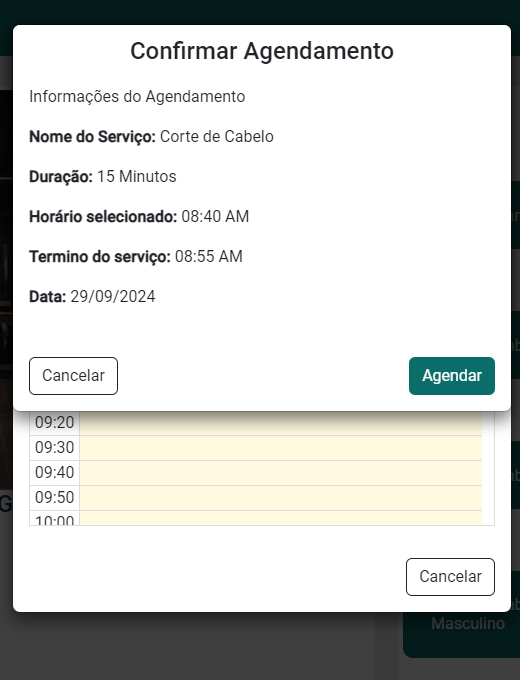 Confirmar Agendamento
Informações do Agendamento
Nome do Serviço: Corte de Cabelo
Duração: 15 Minutos
Horário selecionado: 08:40 AM
Termino do serviço: 08:55 AM
Data: 29/09/2024
Cancelar
Agendar
09:20
09:30
09:40
09:50
10:00
Cancelar
Masculino